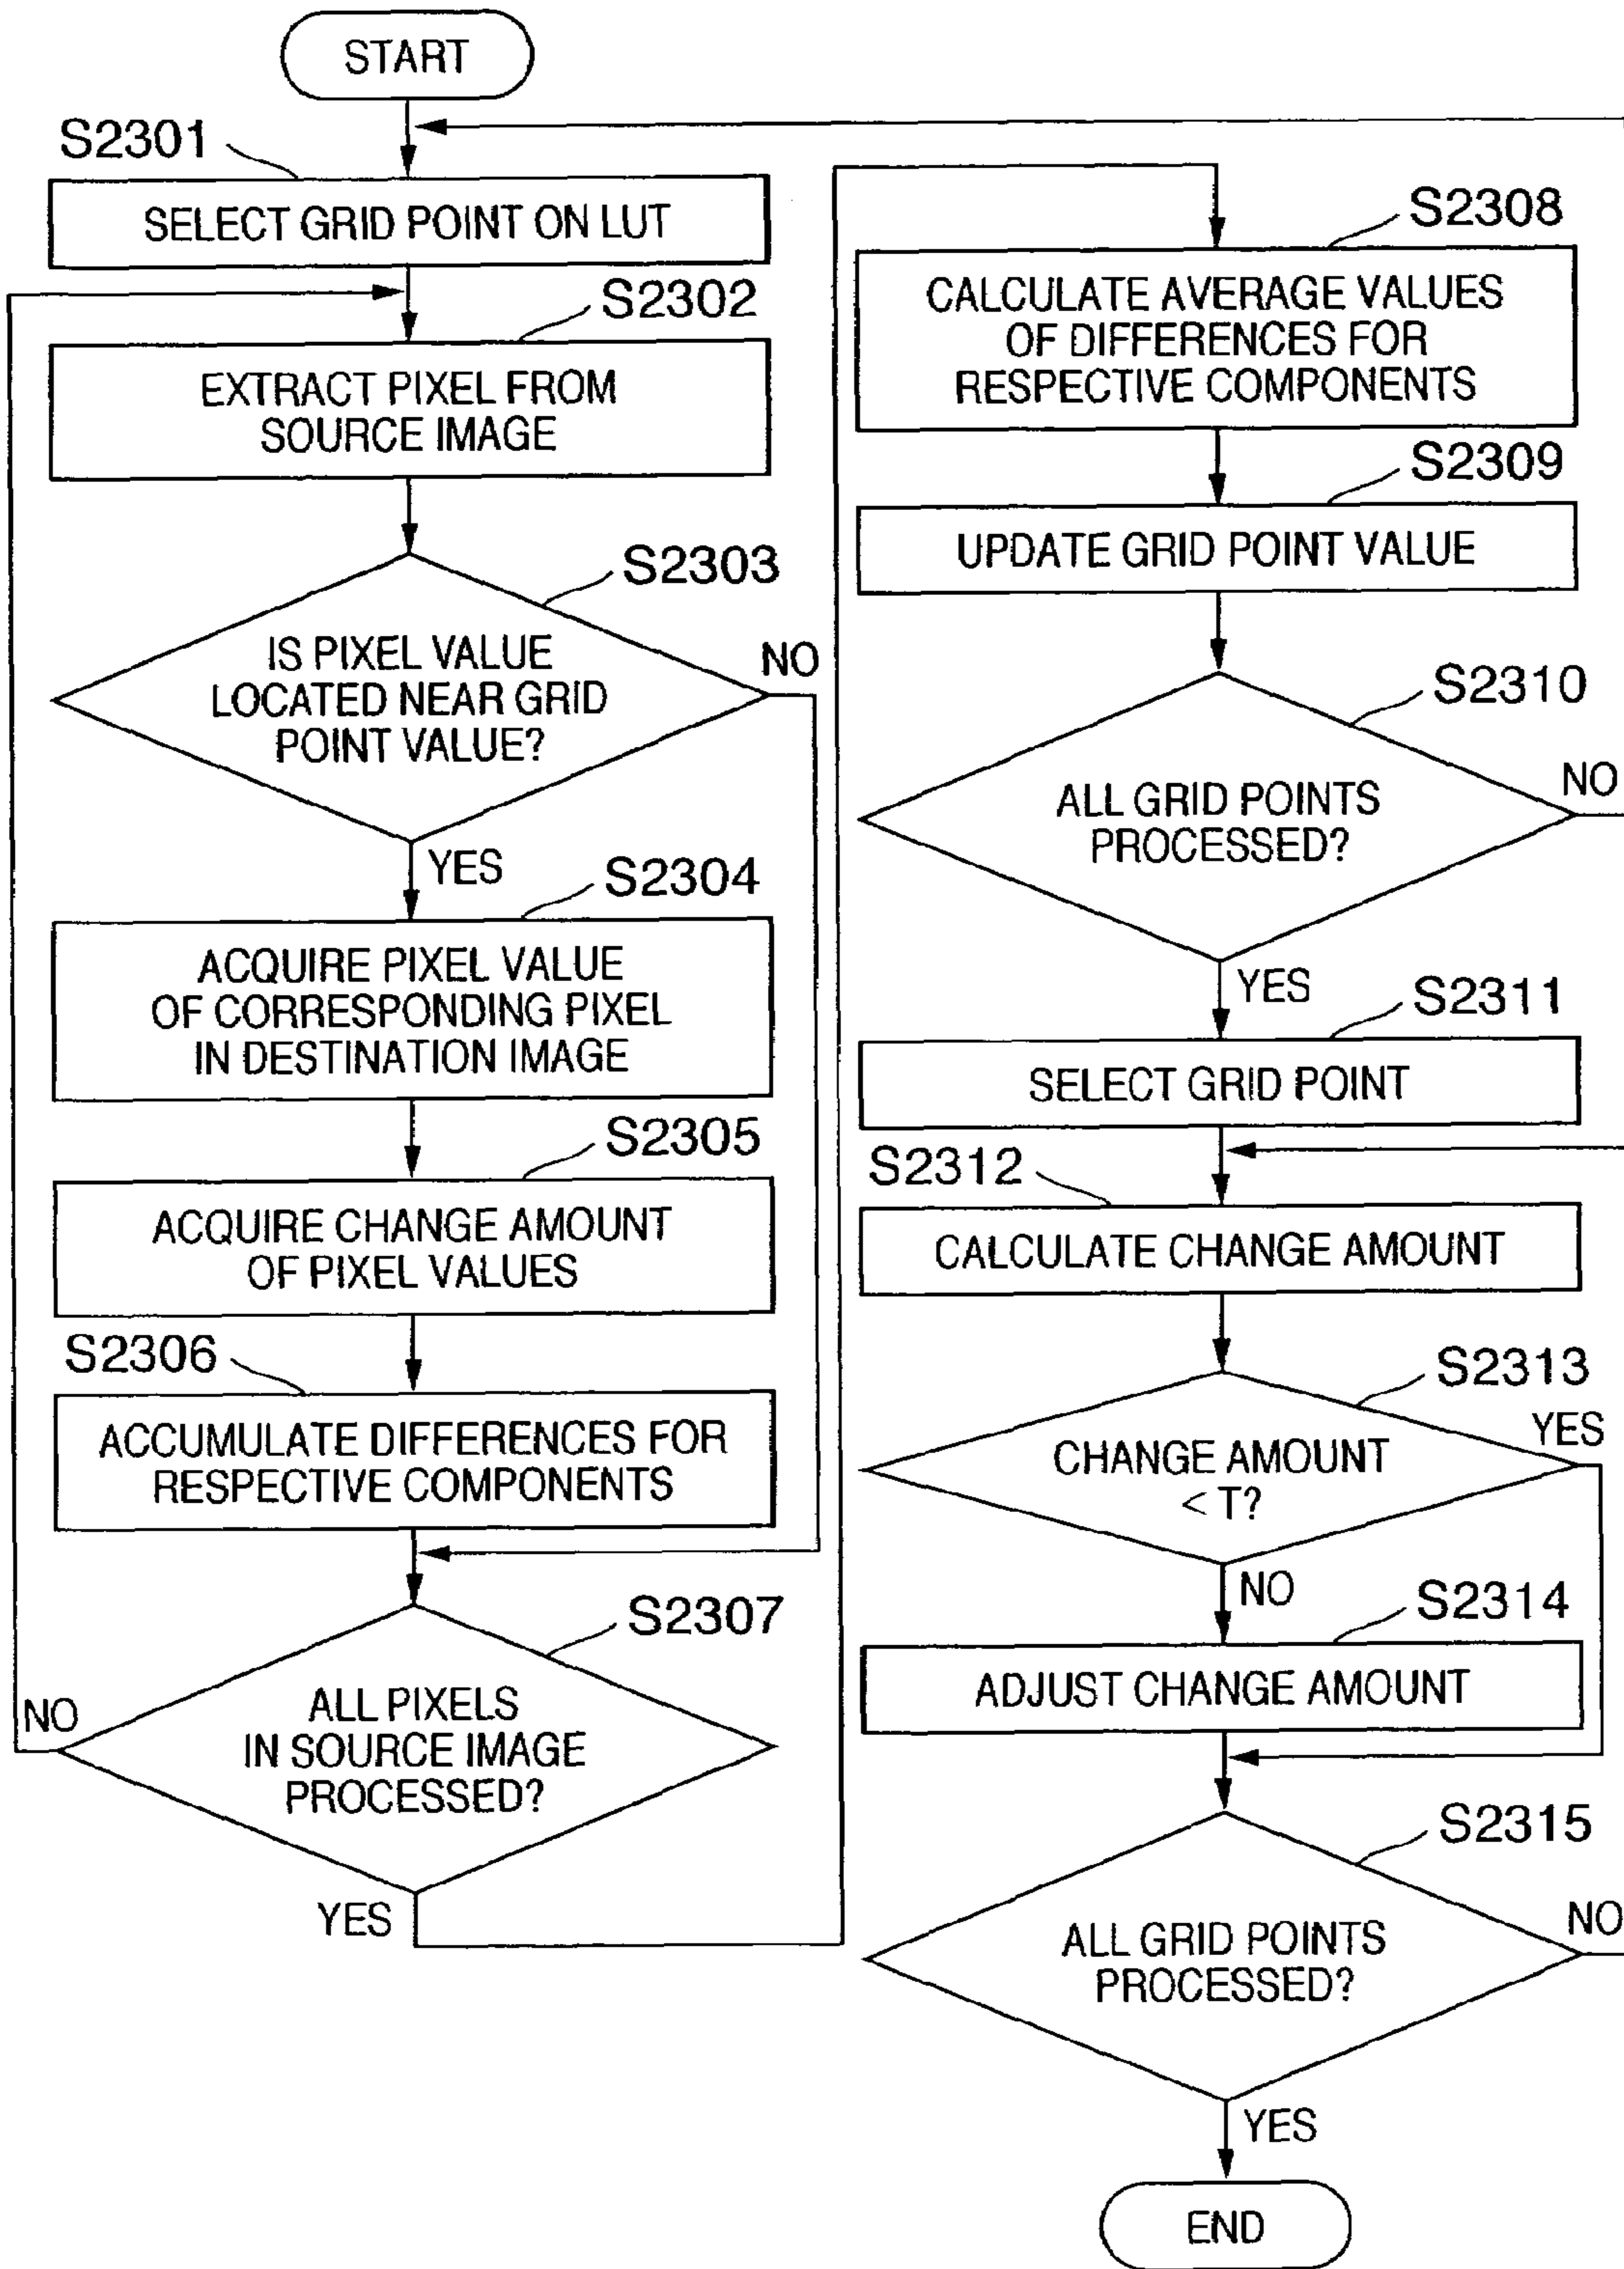 START
S2301
SELECT GRID POINT ON LUT
S2302
EXTRACT PIXEL FROM
SOURCE IMAGE
S2303
IS PIXEL VALUE
LOCATED NEAR GRID
POINT VALUE?
NO
YES
S2304
ACQUIRE PIXEL VALUE
OF CORRESPONDING PIXEL
IN DESTINATION IMAGE
S2305
ACQUIRE CHANGE AMOUNT
OF PIXEL VALUES
S2306
ACCUMULATE DIFFERENCES FOR
RESPECTIVE COMPONENTS
S2307
NO
ALL PIXELS
IN SOURCE IMAGE
PROCESSED?
YES
S2308
CALCULATE AVERAGE VALUES
OF DIFFERENCES FOR
RESPECTIVE COMPONENTS
S2309
UPDATE GRID POINT VALUE
S2310
ALL GRID POINTS
PROCESSED?
NO
YES
S2311
SELECT GRID POINT
S2312
CALCULATE CHANGE AMOUNT
S2313
CHANGE AMOUNT
< T?
YES
NO
S2314
ADJUST CHANGE AMOUNT
S2315
ALL GRID POINTS
PROCESSED?
NO
YES
END